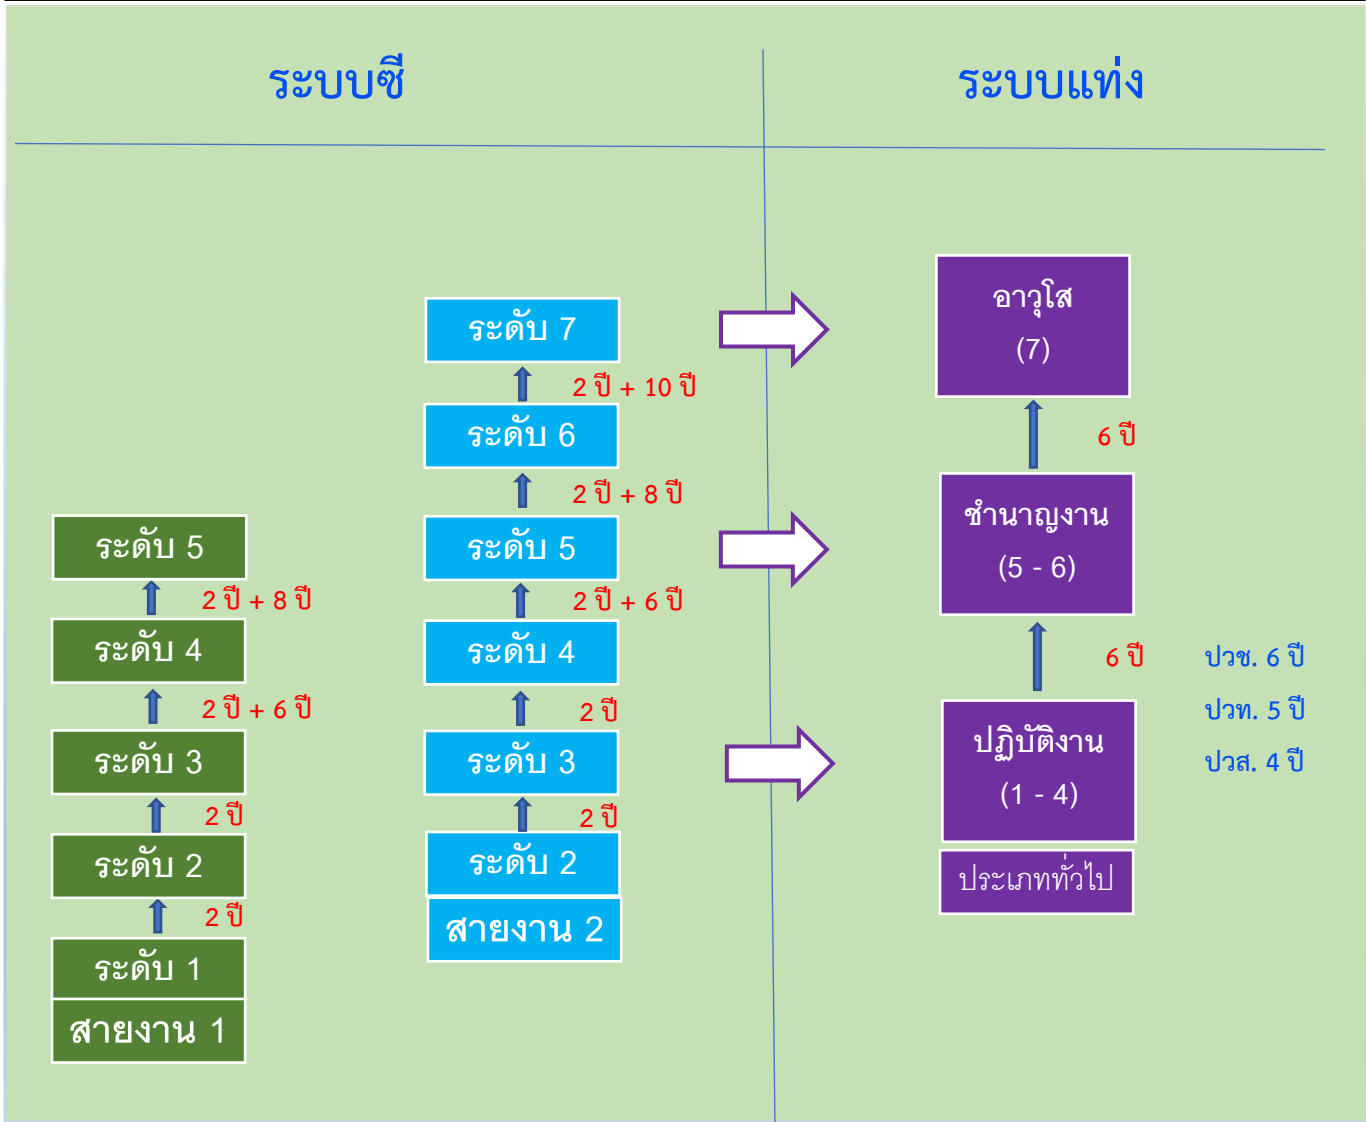 ระบบซี
ระบบแท่ง
ระดับ 5
2 ปี + 8 ปี
ระดับ 4
2 ปี + 6 ปี
ระดับ 3
2 ปี
ระดับ 2
2 ปี
ระดับ 1
สายงาน 1
ระดับ 7
2 ปี + 10 ปี
ระดับ 6
2 ปี + 8 ปี
ระดับ 5
2 ปี + 6 ปี
ระดับ 4
2 ปี
ระดับ 3
2 ปี
ระดับ 2
สายงาน 2
อาวุโส
(7)
6 ปี
ชำนาญงาน
(5 - 6)
6 ปี
ปวช. 6 ปี
ปวท. 5 ปี
ปวส. 4 ปี
ปฏิบัติงาน
(1 - 4)
ประเภททั่วไป